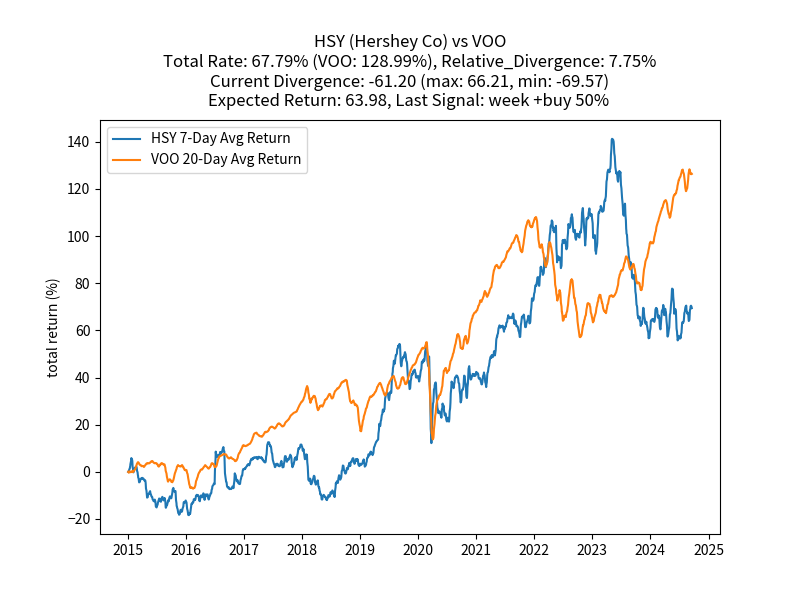 HSY (Hershey Co) vs VOO
Total Rate: 67.79% (VOO: 128.99%), Relative_Divergence: 7.75%
Current Divergence: -61.20 (max: 66.21, min: -69.57)
Expected Return: 63.98, Last Signal: week +buy 50%
HSY 7-Day Avg Return
VOO 20-Day Avg Return
total return (%)
140
120
100
80
60
40
20
0
−20
2015 2016 2017 2018 2019 2020 2021 2022 2023 2024 2025